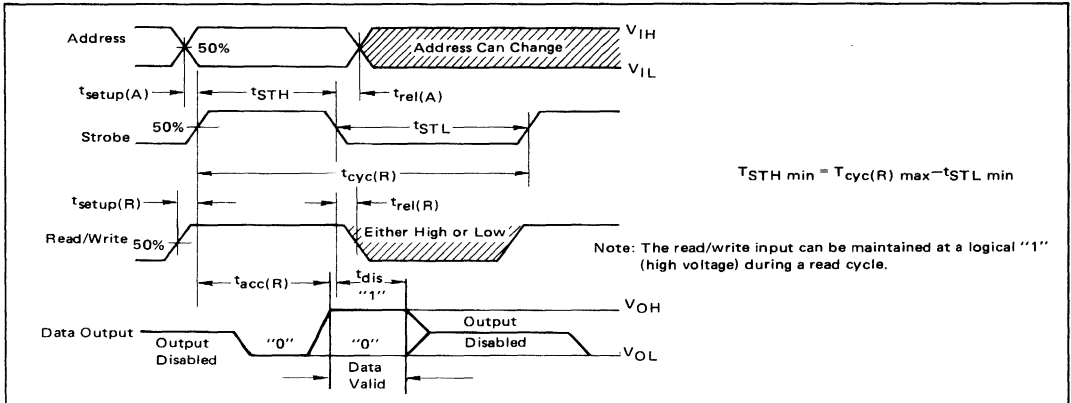 Address
50%
Address Can Change
VIH
VIL
tsetup(A)
tSTH
trel(A)
50%
Strobe
tSTL
tcyc(R)
TSTH min = Tcyc(R) max–tSTL min
tsetup(R)
trel(R)
Read/Write
50%
Either High or Low
Note: The read/write input can be maintained at a logical "1"
(high voltage) during a read cycle.
tacc(R)
tdis
"1"
VOH
Data Output
Output
Disabled
"0"
"0"
Output
Disabled
VOL
Data
Valid